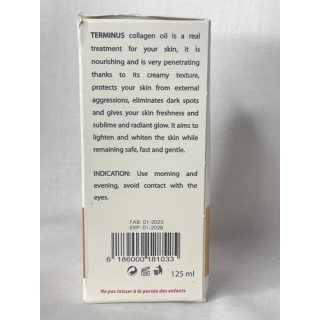 TERMINUS collagen oil is a real
treatment for your skin, it is
nourishing and is very penetrating
thanks to its creamy texture,
protects your skin from external
aggressions, eliminates dark spots
and gives your skin freshness and
sublime and radiant glow. It aims to
lighten and whiten the skin while
remaining safe, fast and gentle.
INDICATION: Use morning and
evening, avoid contact with the
eyes.
FAB: 01-2025
EXP: 01-2028
6 186000 181033
125 ml
Ne pas laisser à la portée des enfants